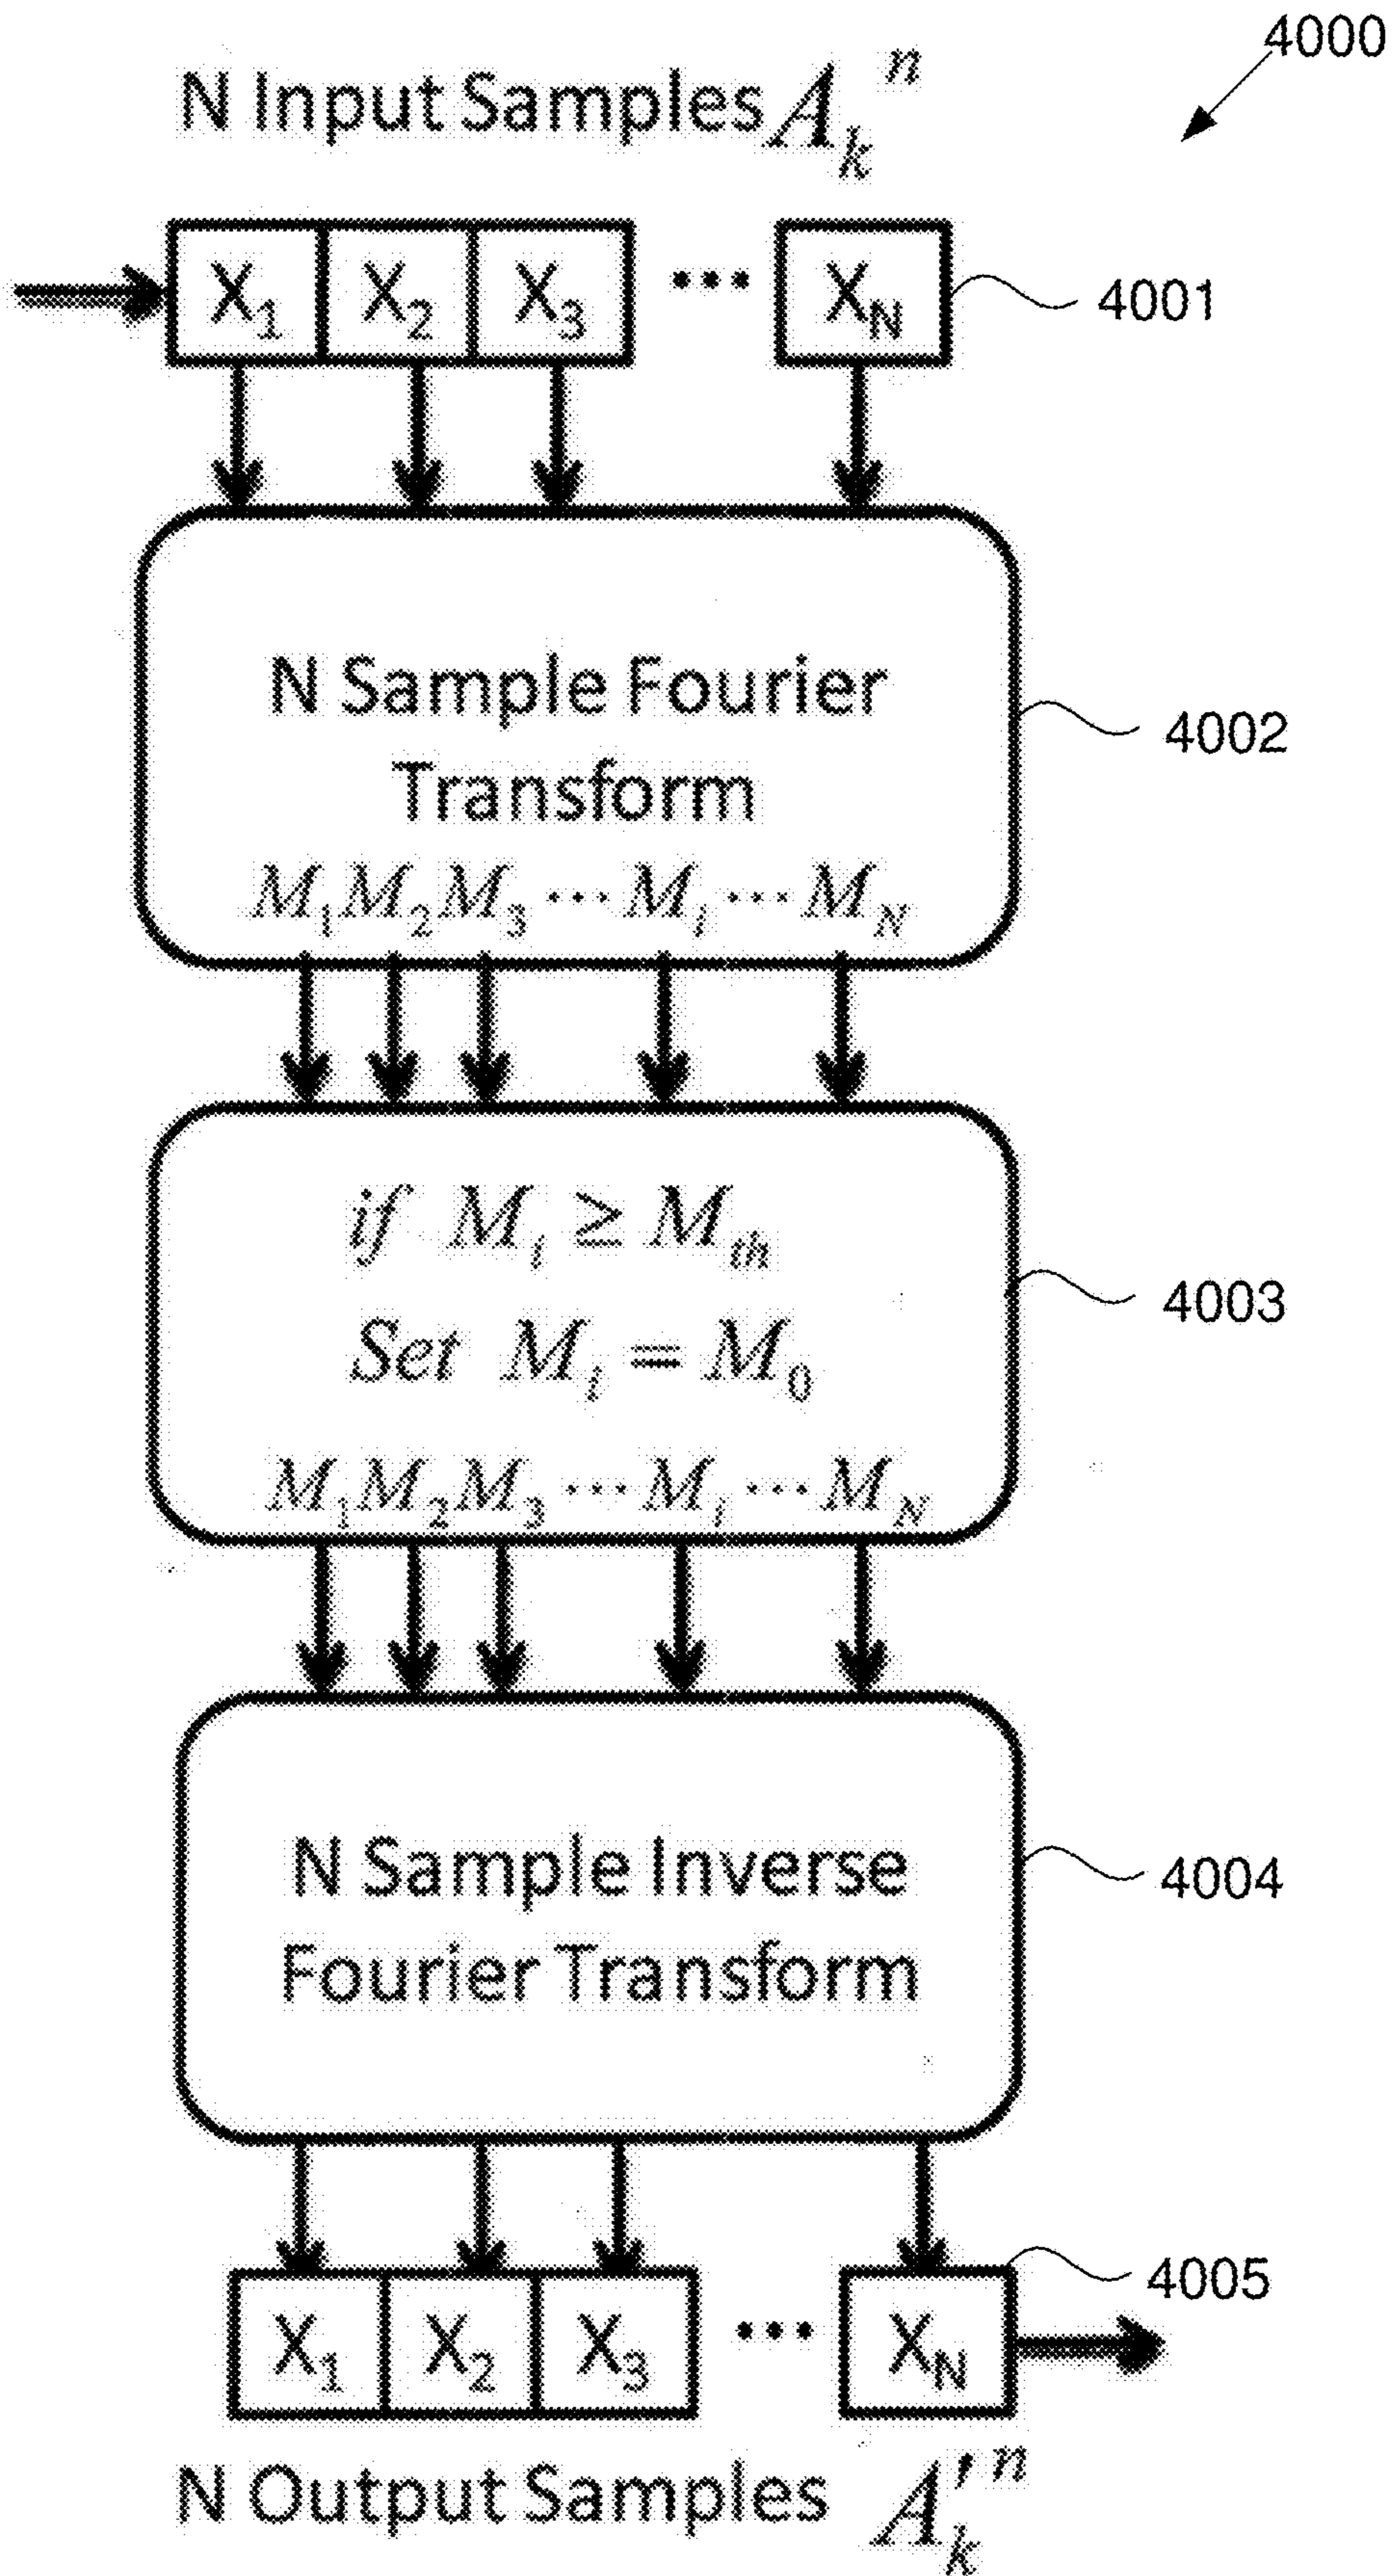 4000
N Input Samples A_k^n
X_1 X_2 X_3 ... X_N
4001
N Sample Fourier
Transform
4002
M_1 M_2 M_3 ... M_i ... M_N
if M_i ≥ M_th
Set M_i = M_0
4003
M_1 M_2 M_3 ... M_i ... M_N
N Sample Inverse
Fourier Transform
4004
4005
X_1 X_2 X_3 ... X_N
N Output Samples A'_k^n